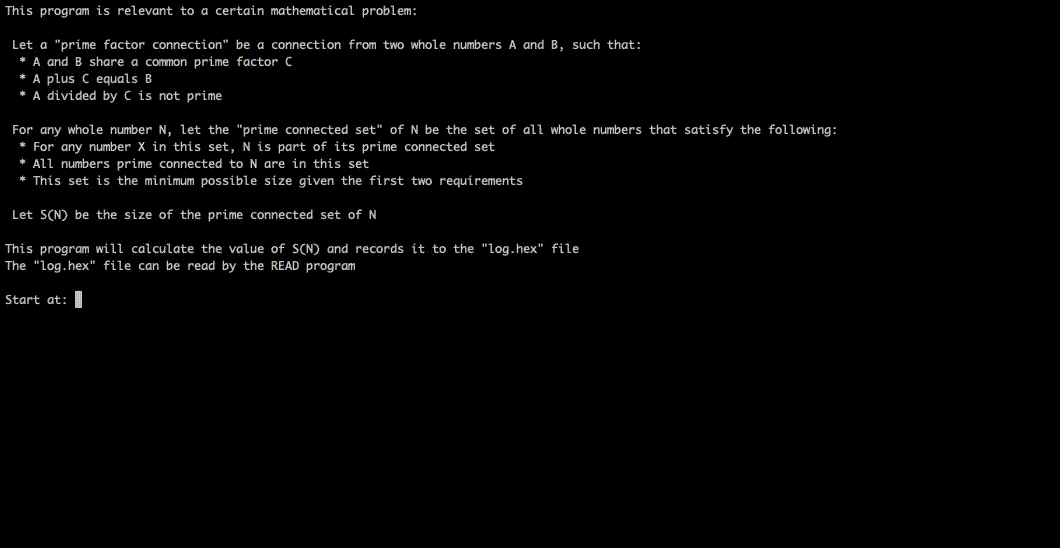 This program is relevant to a certain mathematical problem:
Let a "prime factor connection" be a connection from two whole numbers A and B, such that:
* A and B share a common prime factor C
* A plus C equals B
* A divided by C is not prime
For any whole number N, let the "prime connected set" of N be the set of all whole numbers that satisfy the following:
* For any number X in this set, N is part of its prime connected set
* All numbers prime connected to N are in this set
* This set is the minimum possible size given the first two requirements
Let S(N) be the size of the prime connected set of N
This program will calculate the value of S(N) and records it to the "log.hex" file
The "log.hex" file can be read by the READ program
Start at: